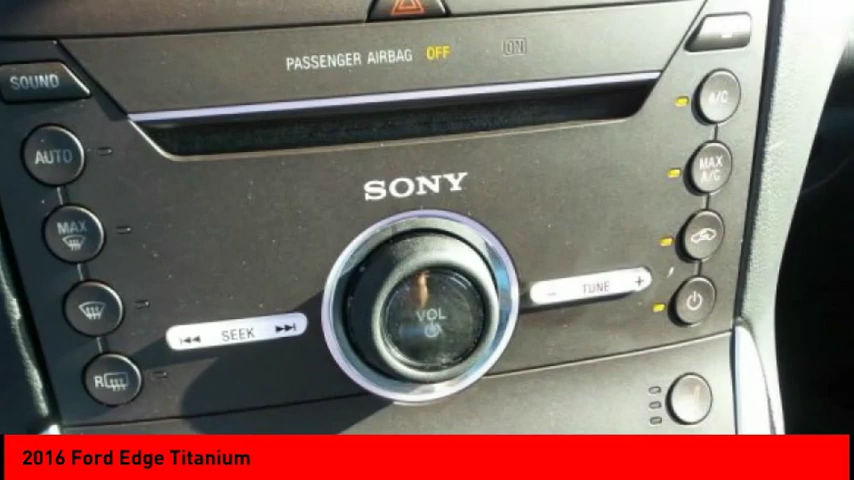 PASSENGER AIRBAG OFF ON
SOUND
A/C
AUTO
MAX A/C
SONY
MAX
VOL
- TUNE +
SEEK
R
2016 Ford Edge Titanium